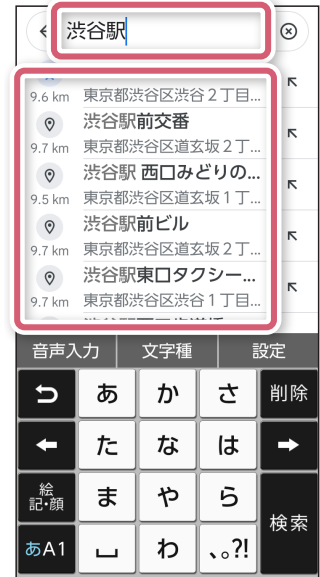 渋谷駅
9.6 km 東京都渋谷区渋谷２丁目...
渋谷駅前交番
9.7 km 東京都渋谷区道玄坂２丁...
渋谷駅 西口みどりの...
9.5 km 東京都渋谷区道玄坂１丁...
渋谷駅前ビル
9.7 km 東京都渋谷区道玄坂２丁...
渋谷駅東口タクシー...
9.7 km 東京都渋谷区渋谷１丁目...
音声入力 文字種 設定
あ か さ 削除
た な は
絵記・顔 ま や ら 検索
あA1 わ 、。?!